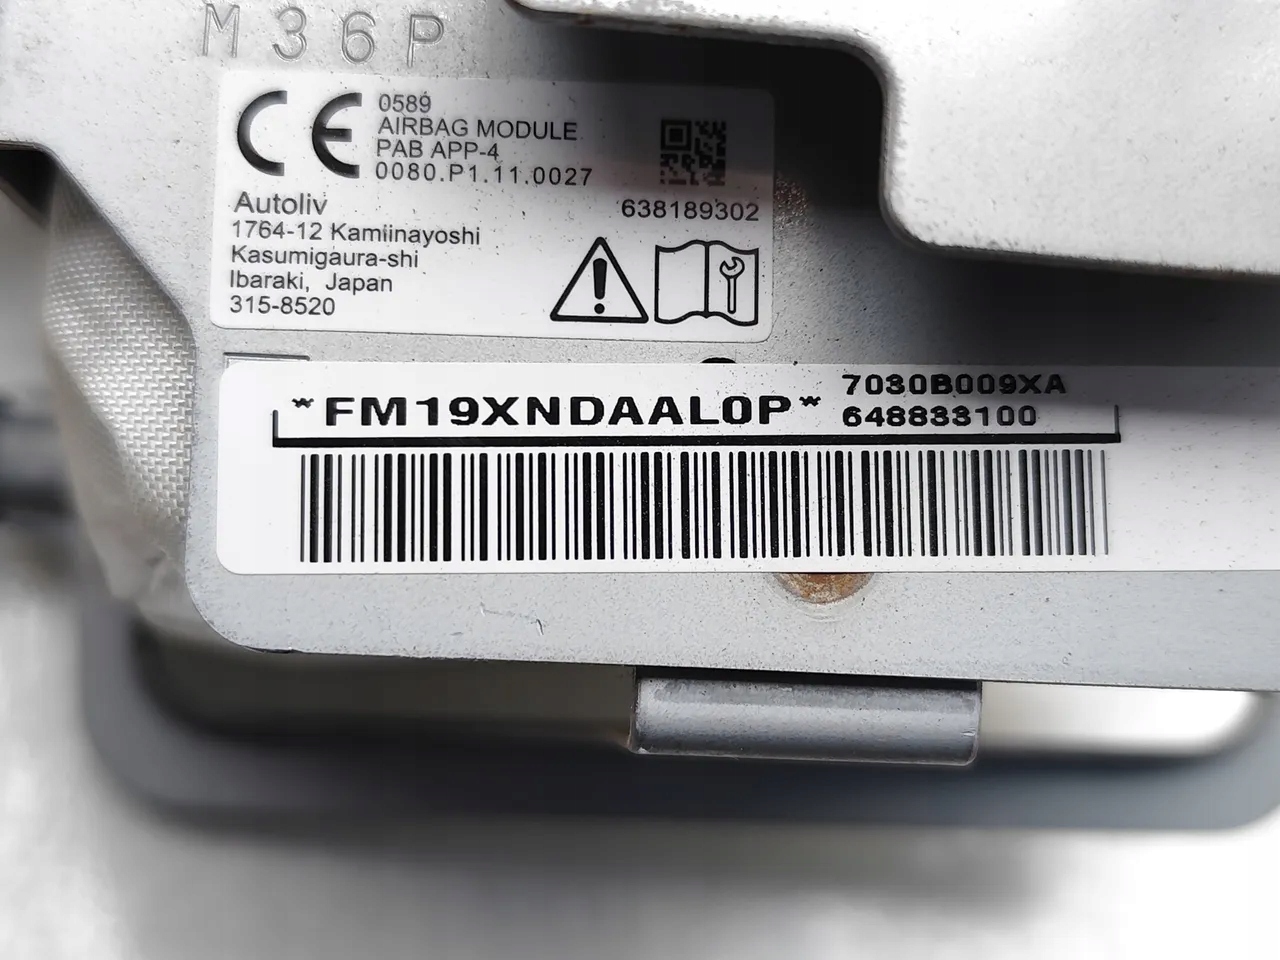 M36P
CE 0589
AIRBAG MODULE
PAB APP-4
0080.P1.11.0027
Autoliv
638189302
1764-12 Kamiinayoshi
Kasumigaura-shi
Ibaraki, Japan
315-8520
7030B009XA
*FM19XNDAAL0P*
648833100